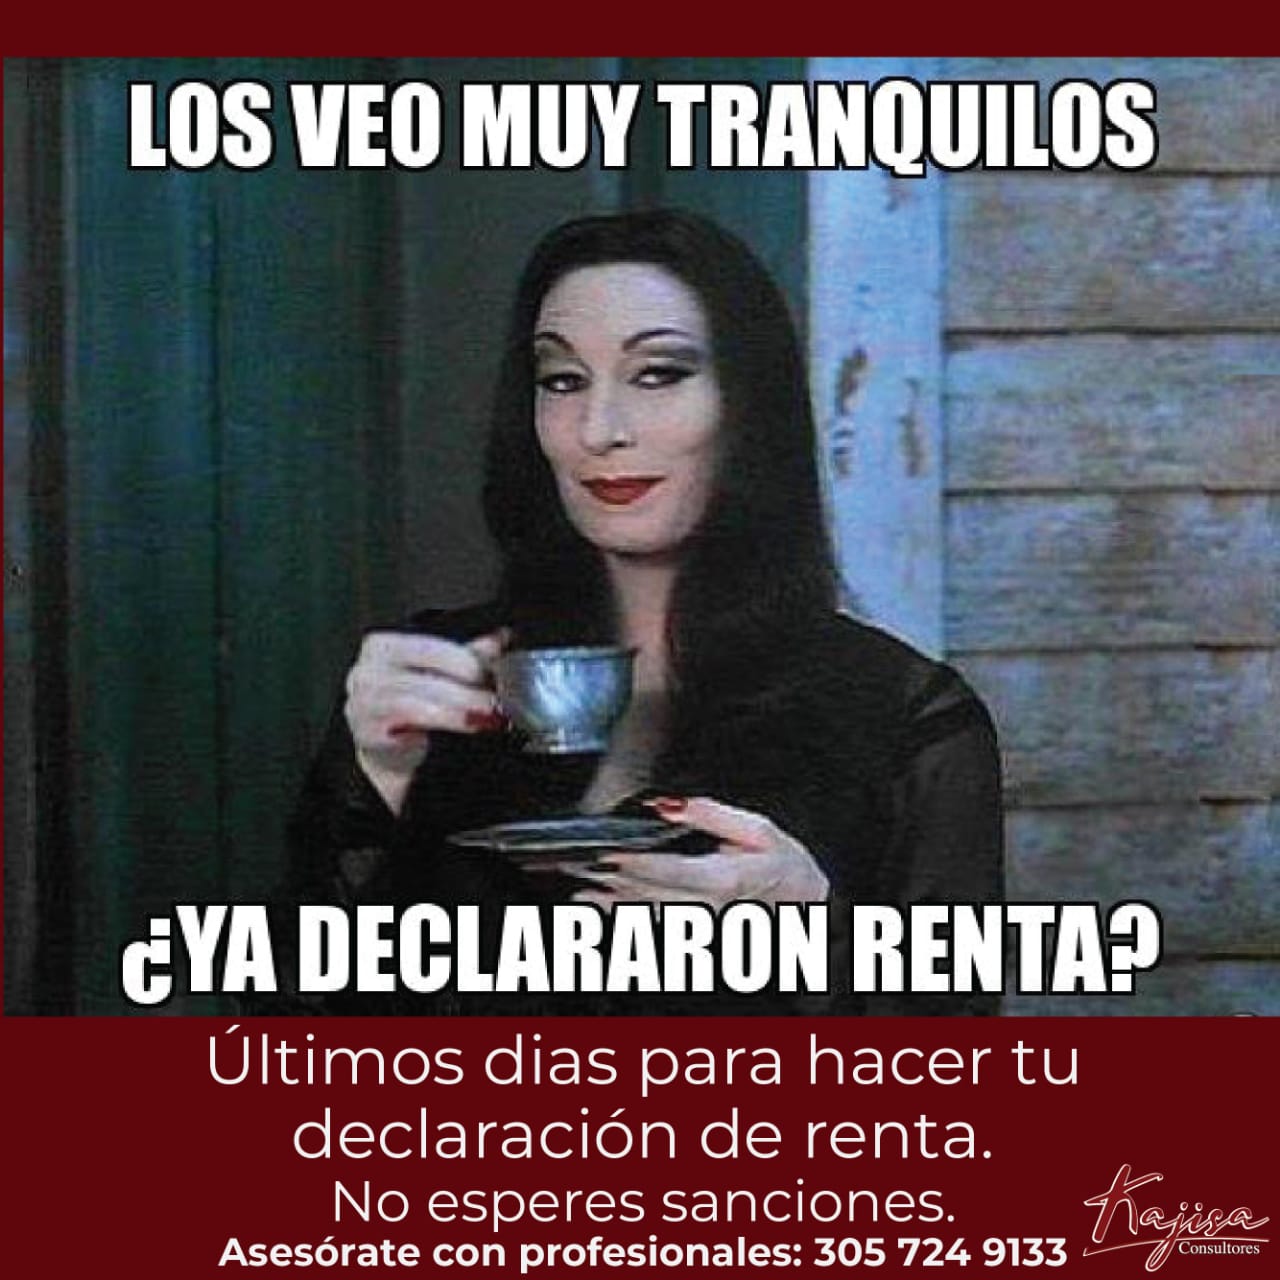 LOS VEO MUY TRANQUILOS
¿YA DECLARARON RENTA?
Últimos dias para hacer tu
declaración de renta.
No esperes sanciones.
Asesórate con profesionales: 305 724 9133
Kajisa
Consultores